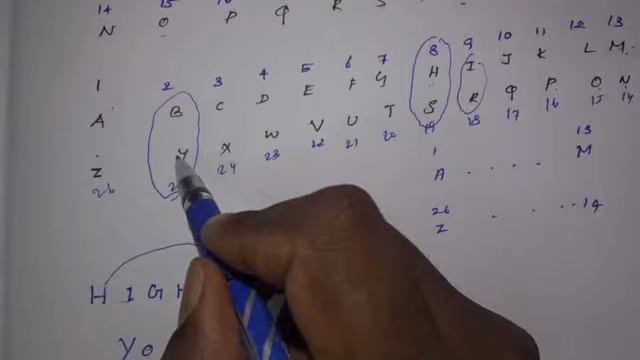 14 15
N O P Q R S
1 2 3 4 5 6 7 8 9 10 11 12 13
A B C D E F G H I J K L M
Z Y X W V U T S R Q P O N
26 24 23 22 21 20 19 18 17 16 15 14
1 13
A M
26 14
Z
H I G H
Yo